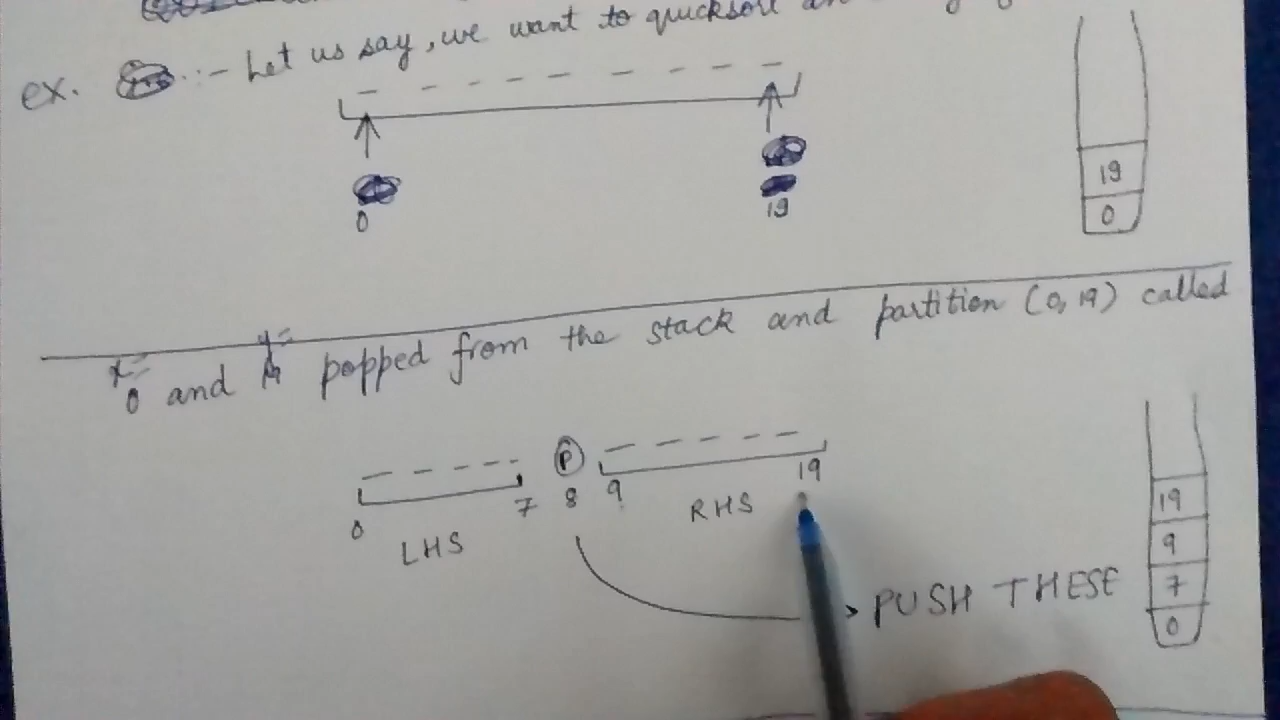 ex. :- Let us say, we want to quicksort an
0 19
19
0
x= y=
0 and popped from the stack and partition (0, 19) called
P
0 7 8 9 19
LHS RHS
PUSH THESE
19
9
7
0